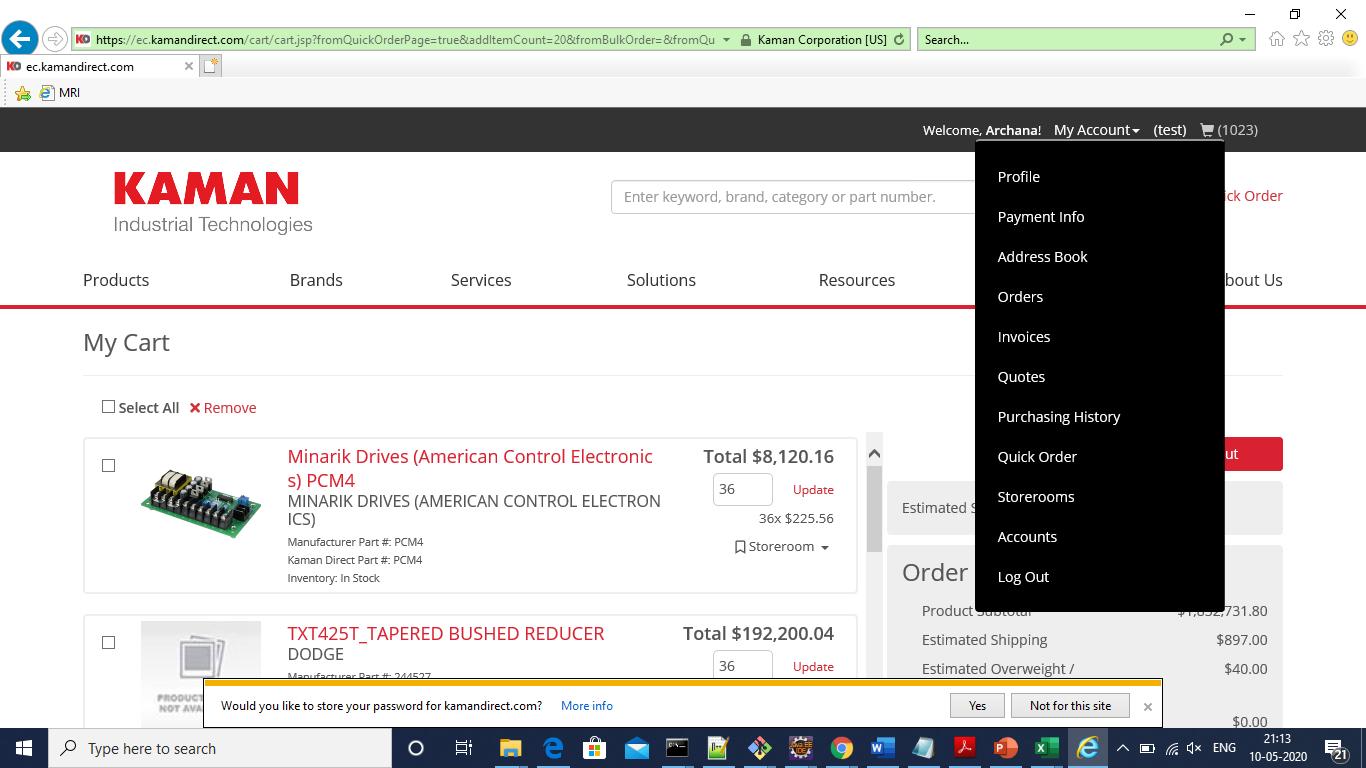 https://ec.kamandirect.com/cart/cart.jsp?fromQuickOrderPage=true&addItemCount=20&fromBulkOrder=&fromQu
Kaman Corporation [US]
Search...
ec.kamandirect.com
MRI
Welcome, Archana!
My Account
(test)
(1023)
KAMAN
Industrial Technologies
Enter keyword, brand, category or part number.
ick Order
Products
Brands
Services
Solutions
Resources
bout Us
Profile
Payment Info
Address Book
Orders
Invoices
Quotes
Purchasing History
Quick Order
Storerooms
Accounts
Log Out
My Cart
Select All
Remove
Minarik Drives (American Control Electronic
s) PCM4
MINARIK DRIVES (AMERICAN CONTROL ELECTRON
ICS)
Manufacturer Part #: PCM4
Kaman Direct Part #: PCM4
Inventory: In Stock
Total $8,120.16
36
Update
36x $225.56
Storeroom
TXT425T_TAPERED BUSHED REDUCER
DODGE
Manufacturer Part #: 244527
Total $192,200.04
36
Update
PRODUC
NOT AVA
ut
Estimated S
Order
Product Subtotal
$1,832,731.80
Estimated Shipping
$897.00
Estimated Overweight /
$40.00
$0.00
Would you like to store your password for kamandirect.com?
More info
Yes
Not for this site
Type here to search
ENG
21:13
10-05-2020
21